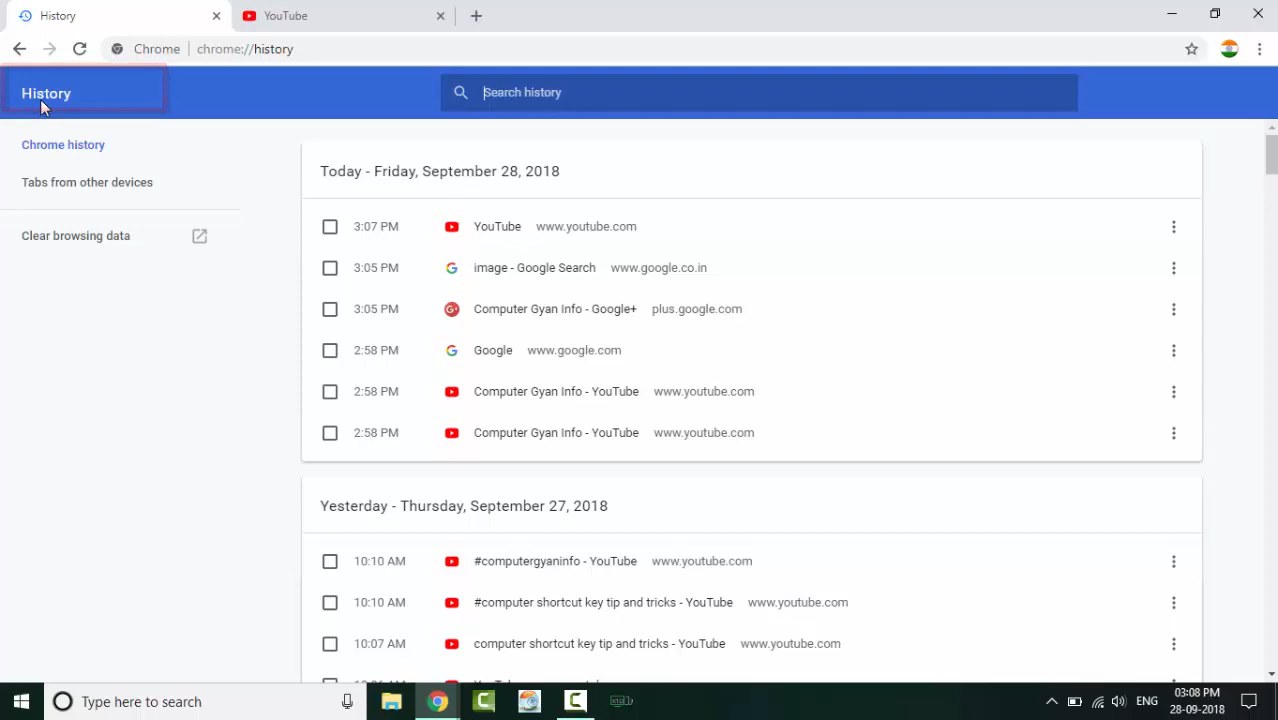 History
YouTube
Chrome chrome://history
History
Search history
Chrome history
Tabs from other devices
Clear browsing data
Today - Friday, September 28, 2018
3:07 PM YouTube www.youtube.com
3:05 PM image - Google Search www.google.co.in
3:05 PM Computer Gyan Info - Google+ plus.google.com
2:58 PM Google www.google.com
2:58 PM Computer Gyan Info - YouTube www.youtube.com
2:58 PM Computer Gyan Info - YouTube www.youtube.com
Yesterday - Thursday, September 27, 2018
10:10 AM #computergyaninfo - YouTube www.youtube.com
10:10 AM #computer shortcut key tip and tricks - YouTube www.youtube.com
10:07 AM computer shortcut key tip and tricks - YouTube www.youtube.com
Type here to search
ENG
03:08 PM
28-09-2018